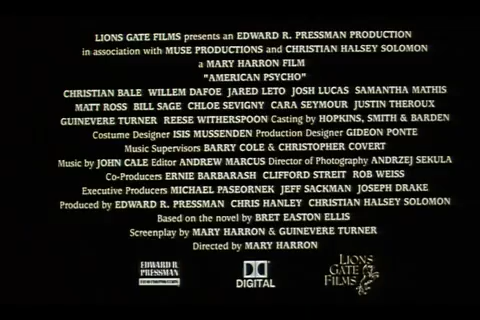 LIONS GATE FILMS presents an EDWARD R. PRESSMAN PRODUCTION
in association with MUSE PRODUCTIONS and CHRISTIAN HALSEY SOLOMON
a MARY HARRON FILM
"AMERICAN PSYCHO"
CHRISTIAN BALE WILLEM DAFOE JARED LETO JOSH LUCAS SAMANTHA MATHIS
MATT ROSS BILL SAGE CHLOE SEVIGNY CARA SEYMOUR JUSTIN THEROUX
GUINEVERE TURNER REESE WITHERSPOON Casting by HOPKINS, SMITH & BARDEN
Costume Designer ISIS MUSSENDEN Production Designer GIDEON PONTE
Music Supervisors BARRY COLE & CHRISTOPHER COVERT
Music by JOHN CALE Editor ANDREW MARCUS Director of Photography ANDRZEJ SEKULA
Co-Producers ERNIE BARBARASH CLIFFORD STREIT ROB WEISS
Executive Producers MICHAEL PASEORNEK JEFF SACKMAN JOSEPH DRAKE
Produced by EDWARD R. PRESSMAN CHRIS HANLEY CHRISTIAN HALSEY SOLOMON
Based on the novel by BRET EASTON ELLIS
Screenplay by MARY HARRON & GUINEVERE TURNER
Directed by MARY HARRON
EDWARD R.
PRESSMAN
DIGITAL
LIONS
GATE
FILMS